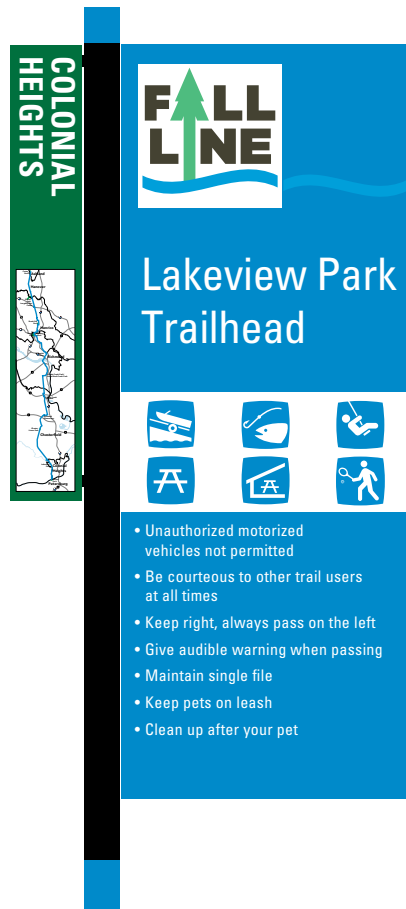 COLONIAL
HEIGHTS
FALL
LINE
Lakeview Park
Trailhead
• Unauthorized motorized
vehicles not permitted
• Be courteous to other trail users
at all times
• Keep right, always pass on the left
• Give audible warning when passing
• Maintain single file
• Keep pets on leash
• Clean up after your pet